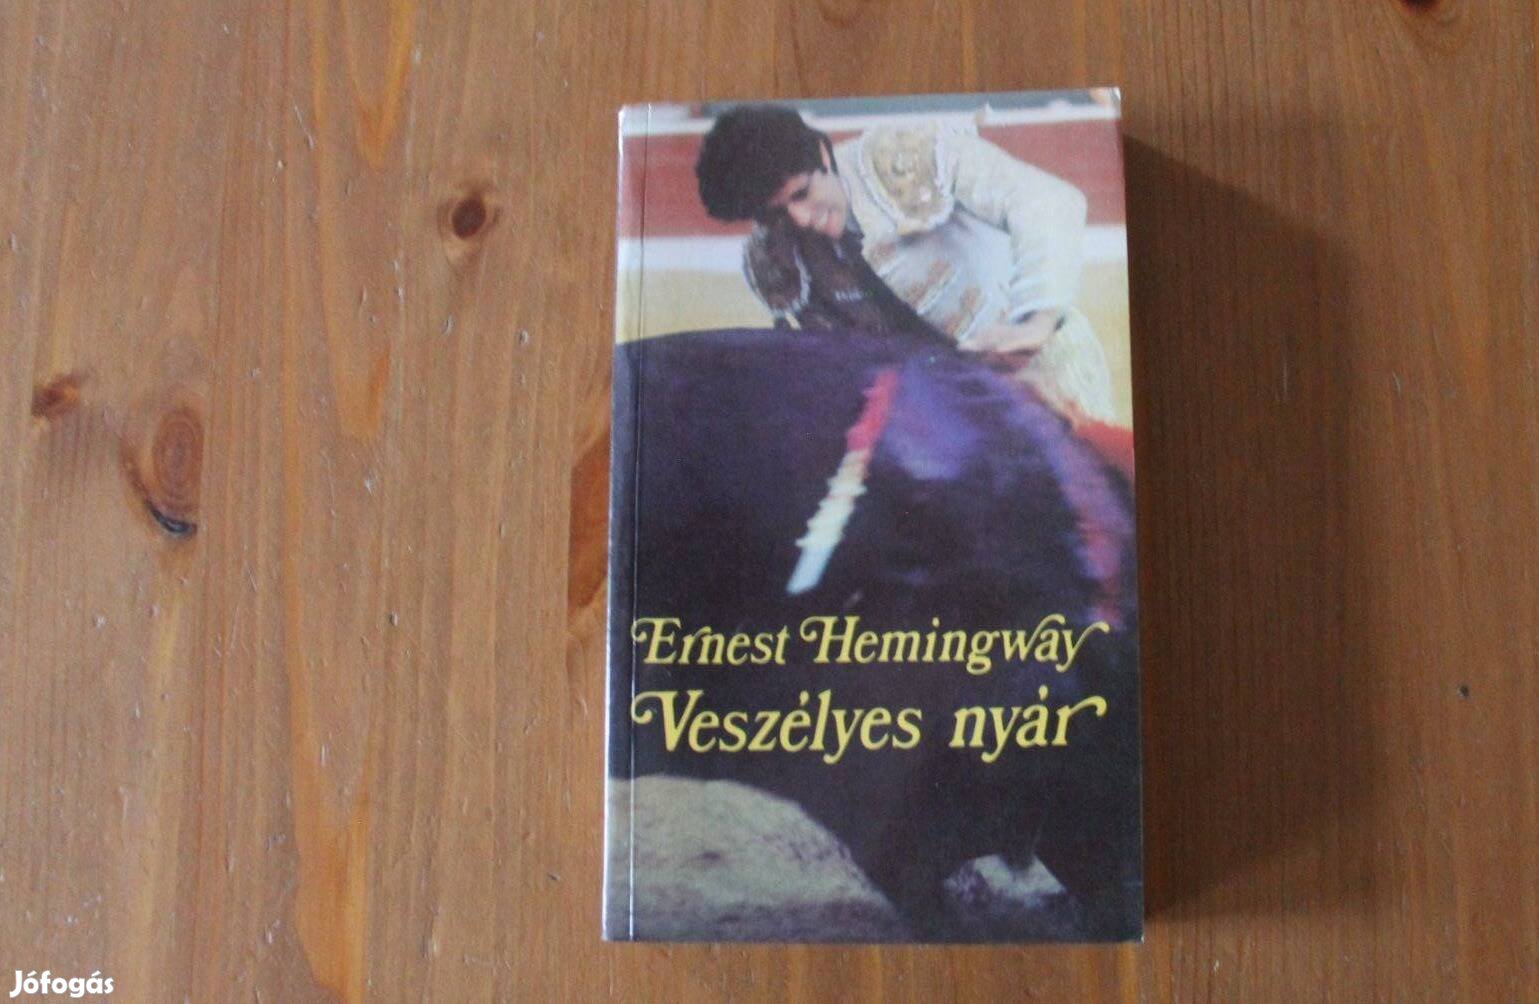 Ernest Hemingway
Veszélyes nyár
Jófogás